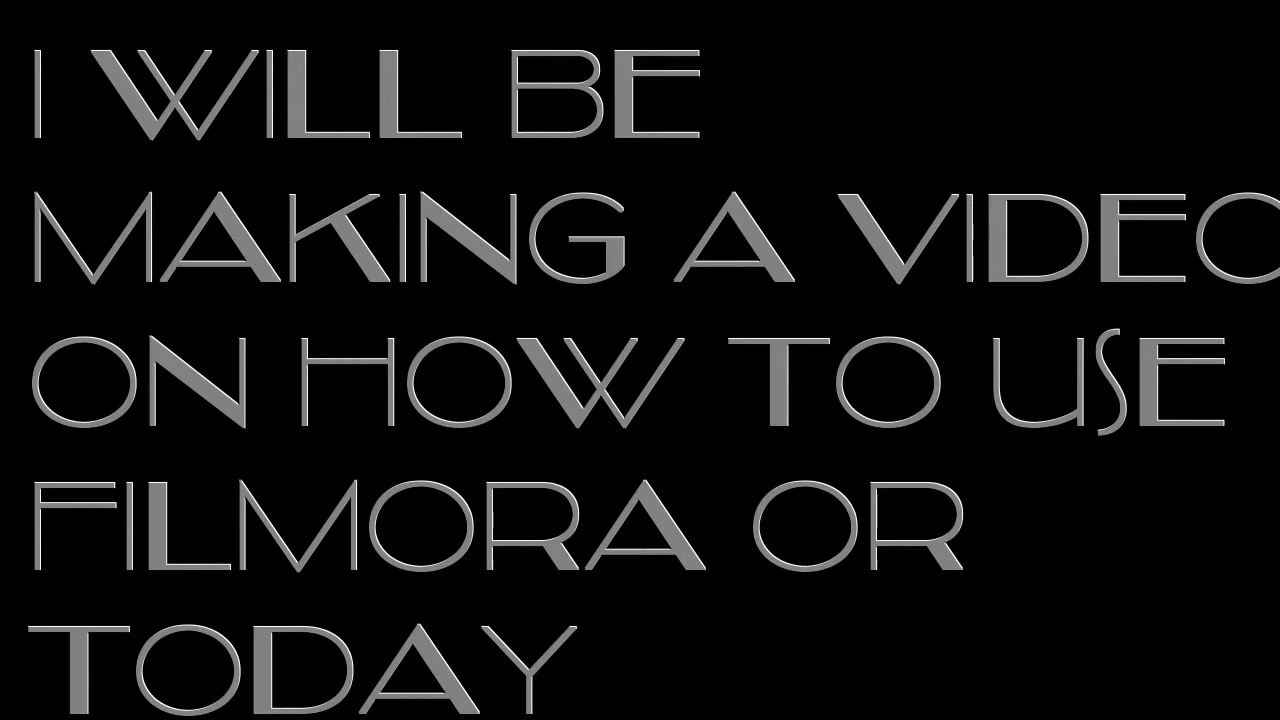 I WILL BE
MAKING A VIDEO
ON HOW TO USE
FILMORA OR
TODAY